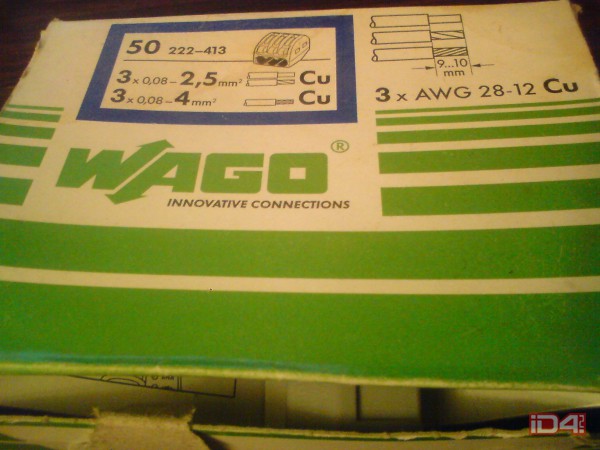 50 222-413
3 x 0,08 – 2,5 mm² Cu
3 x 0,08 – 4 mm² Cu
9...10
mm
3 x AWG 28-12 Cu
WAGO®
INNOVATIVE CONNECTIONS
iD4.